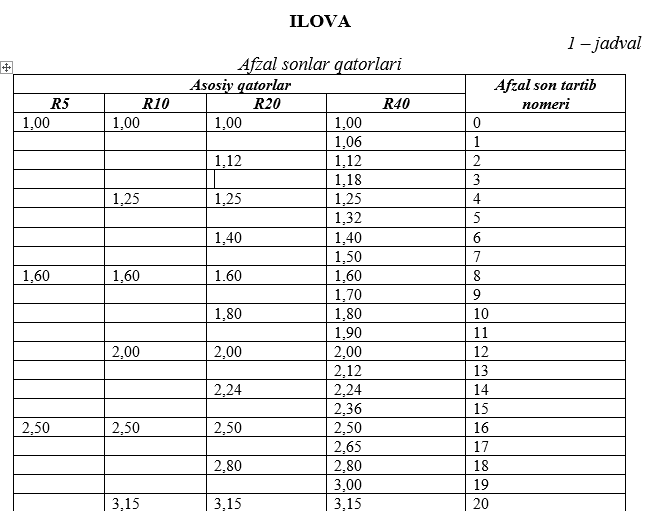 ILOVA
1 – jadval
Afzal sonlar qatorlari
Asosiy qatorlar Afzal son tartib nomeri
R5 R10 R20 R40
1,00 1,00 1,00 1,00 0
1,06 1
1,12 1,12 2
1,18 3
1,25 1,25 1,25 4
1,32 5
1,40 1,40 6
1,50 7
1,60 1,60 1.60 1,60 8
1,70 9
1,80 1,80 10
1,90 11
2,00 2,00 2,00 12
2,12 13
2,24 2,24 14
2,36 15
2,50 2,50 2,50 2,50 16
2,65 17
2,80 2,80 18
3,00 19
3,15 3,15 3,15 20